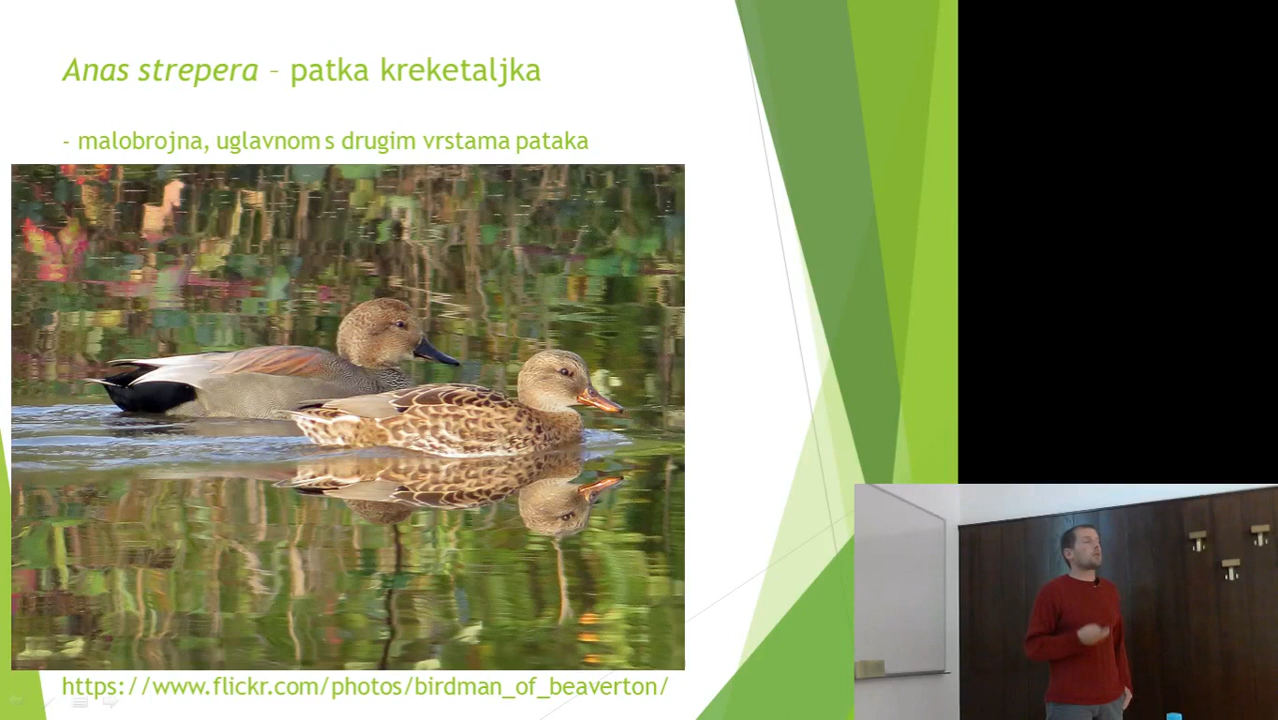 Anas strepera – patka kreketaljka
- malobrojna, uglavnom s drugim vrstama pataka
https://www.flickr.com/photos/birdman_of_beaverton/